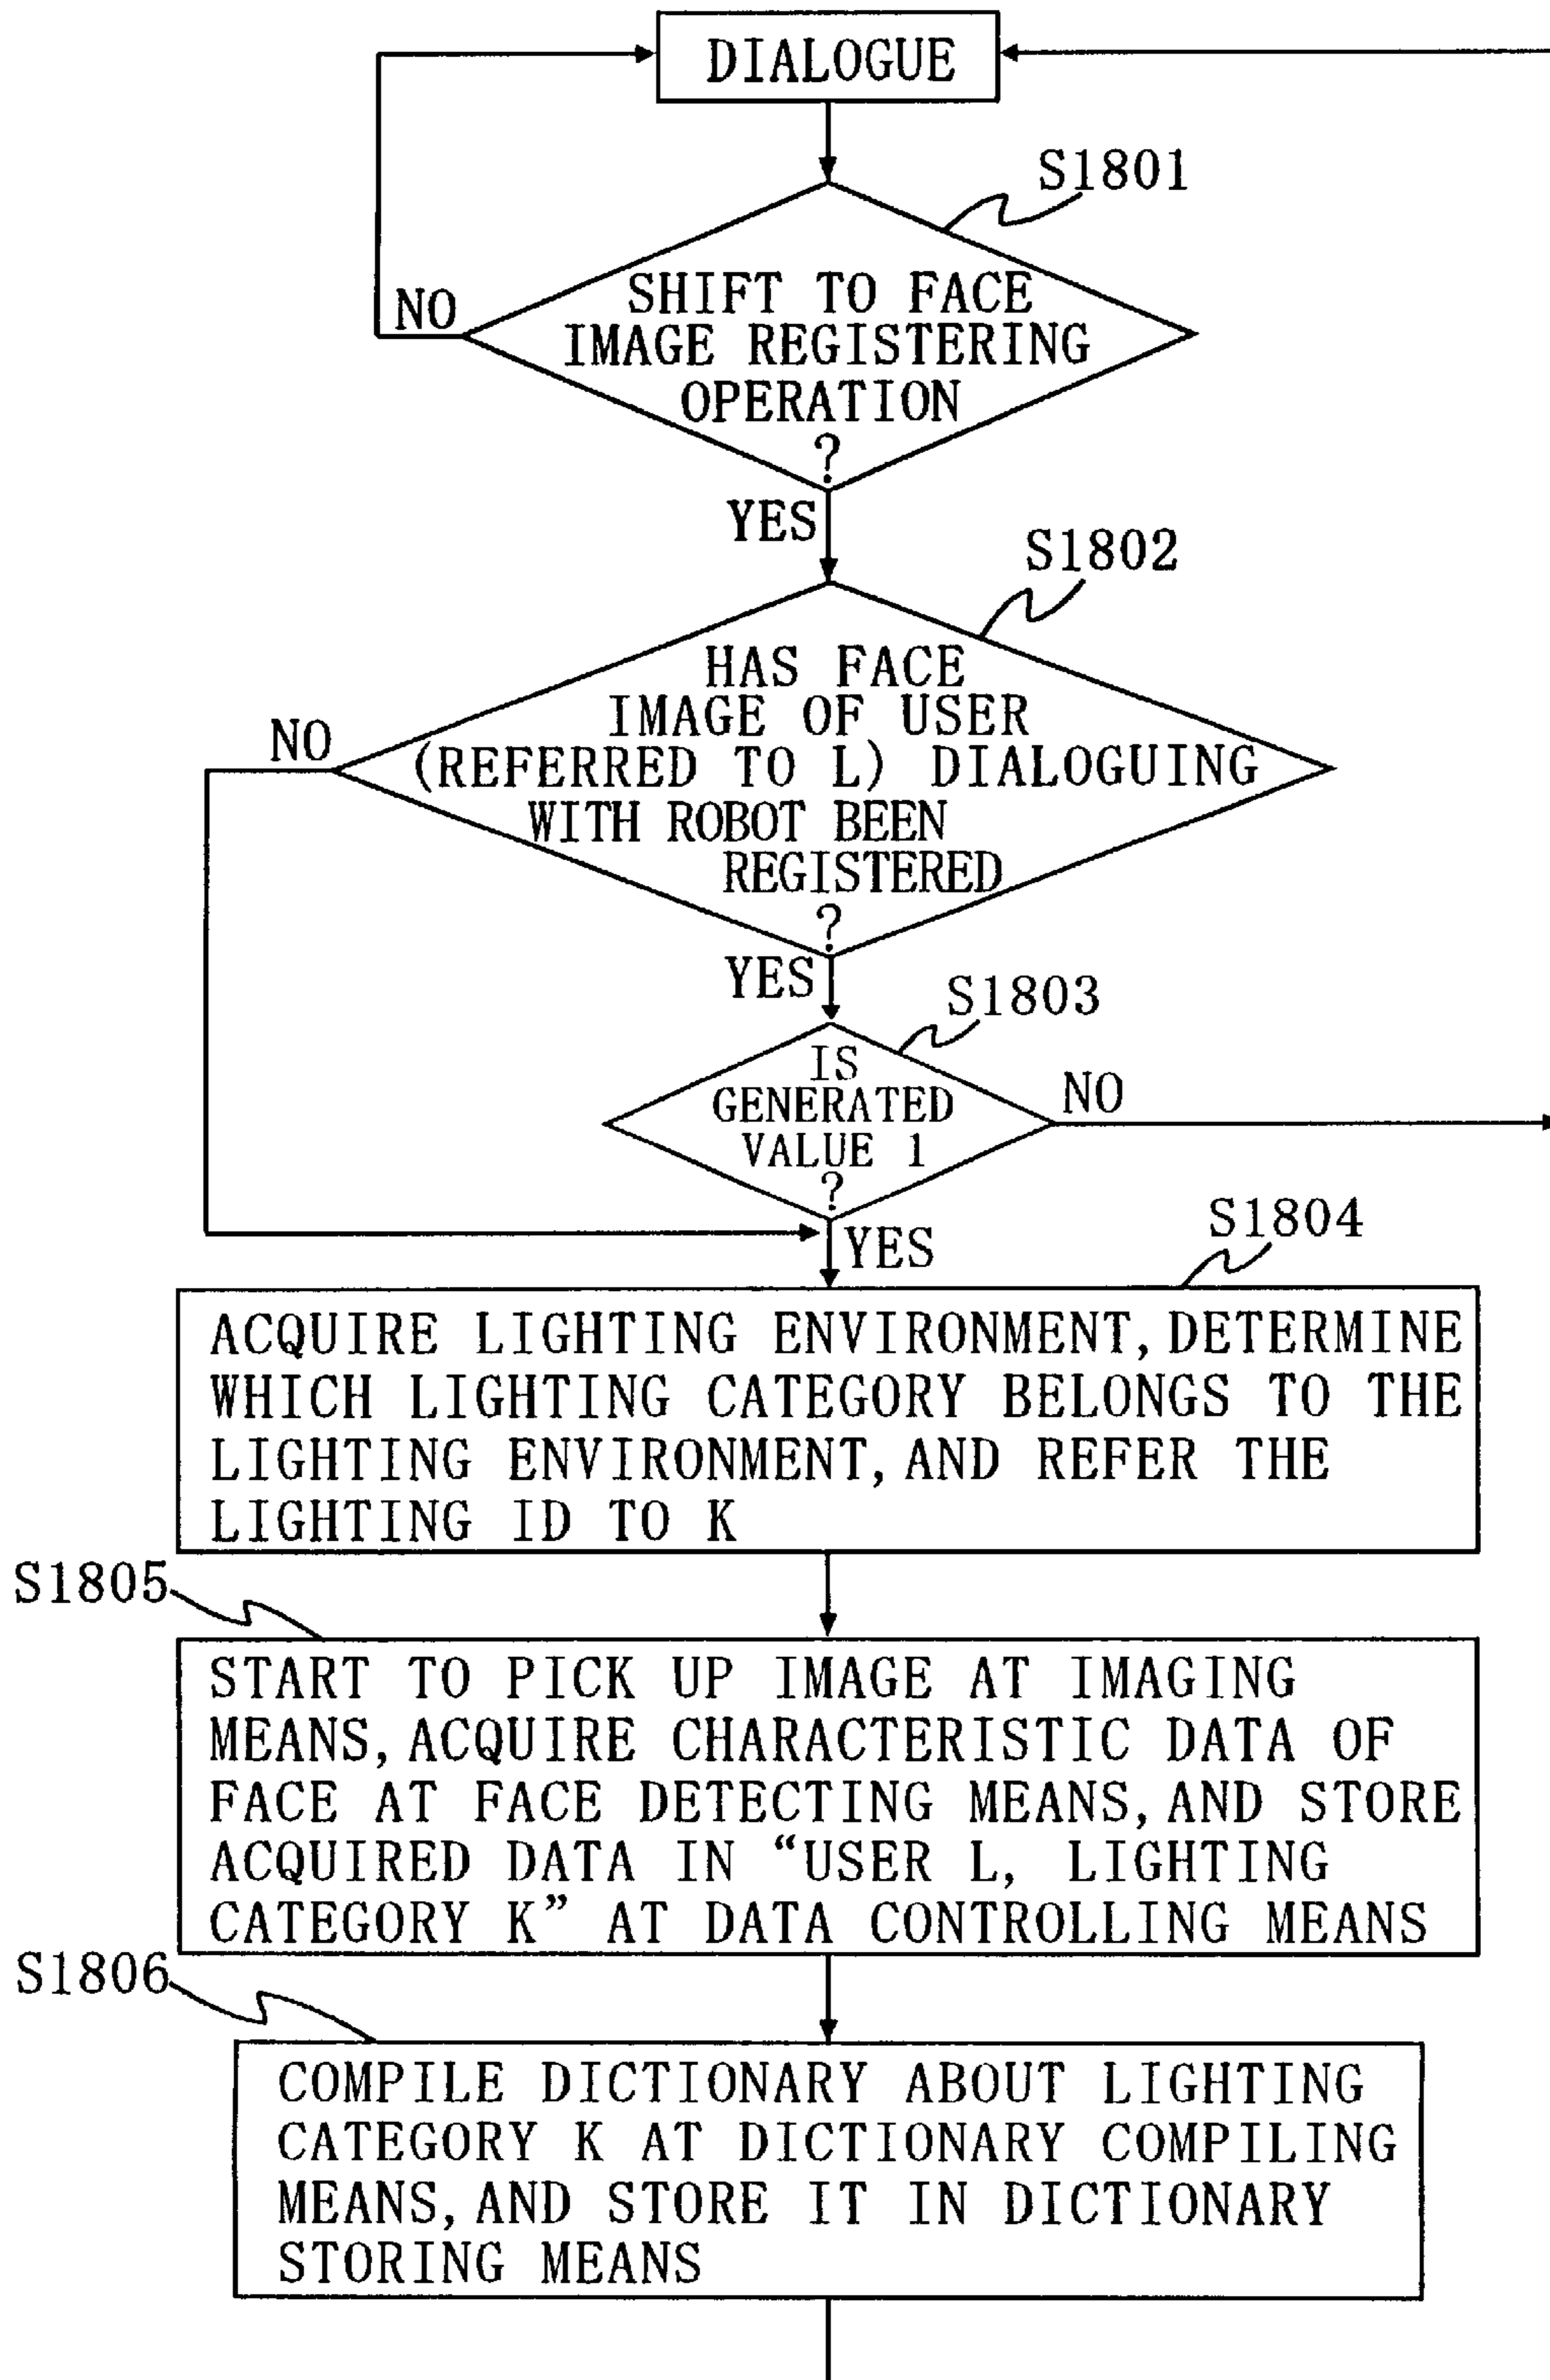 DIALOGUE
S1801
SHIFT TO FACE
IMAGE REGISTERING
OPERATION
?
NO
YES
S1802
HAS FACE
IMAGE OF USER
(REFERRED TO L) DIALOGUING
WITH ROBOT BEEN
REGISTERED
?
NO
YES
S1803
IS
GENERATED
VALUE 1
?
NO
YES
S1804
ACQUIRE LIGHTING ENVIRONMENT, DETERMINE
WHICH LIGHTING CATEGORY BELONGS TO THE
LIGHTING ENVIRONMENT, AND REFER THE
LIGHTING ID TO K
S1805
START TO PICK UP IMAGE AT IMAGING
MEANS, ACQUIRE CHARACTERISTIC DATA OF
FACE AT FACE DETECTING MEANS, AND STORE
ACQUIRED DATA IN “USER L, LIGHTING
CATEGORY K” AT DATA CONTROLLING MEANS
S1806
COMPILE DICTIONARY ABOUT LIGHTING
CATEGORY K AT DICTIONARY COMPILING
MEANS, AND STORE IT IN DICTIONARY
STORING MEANS